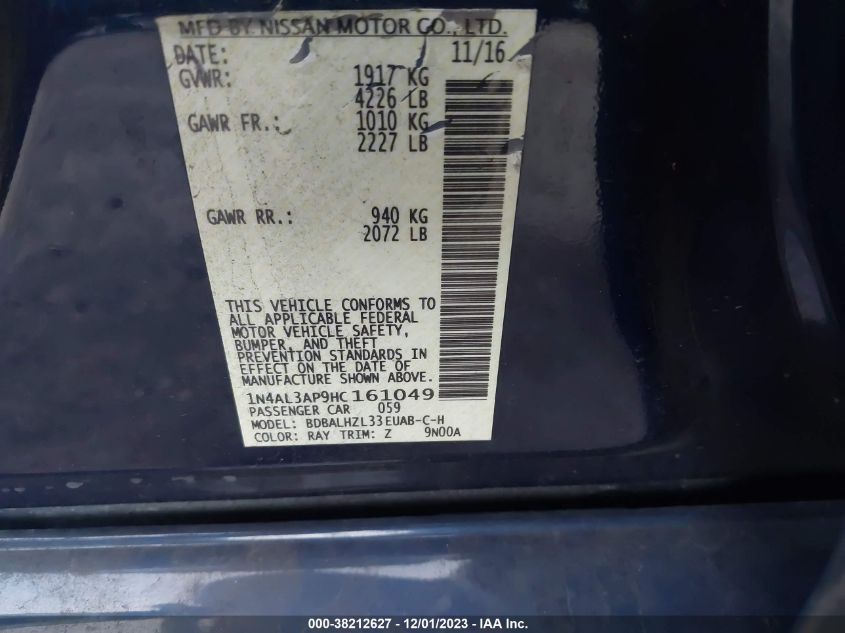 MFD BY NISSAN MOTOR CO., LTD.
DATE: 11/16
GVWR: 1917 KG
4226 LB
GAWR FR.: 1010 KG
2227 LB
GAWR RR.: 940 KG
2072 LB
THIS VEHICLE CONFORMS TO
ALL APPLICABLE FEDERAL
MOTOR VEHICLE SAFETY,
BUMPER, AND THEFT
PREVENTION STANDARDS IN
EFFECT ON THE DATE OF
MANUFACTURE SHOWN ABOVE.
1N4AL3AP9HC161049
PASSENGER CAR 059
MODEL: BDBALHZL33EUAB-C-H
COLOR: RAY TRIM: Z 9N00A
000-38212627 - 12/01/2023 - IAA Inc.